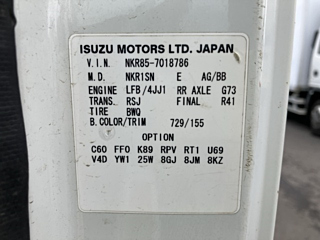 ISUZU MOTORS LTD. JAPAN
V.I.N. NKR85-7018786
M.D. NKR1SN E AG/BB
ENGINE LFB/4JJ1 RR AXLE G73
TRANS. RSJ FINAL R41
TIRE BWQ
B.COLOR/TRIM 729/155
OPTION
C60 FF0 K89 RPV RT1 U69
V4D YW1 25W 8GJ 8JM 8KZ